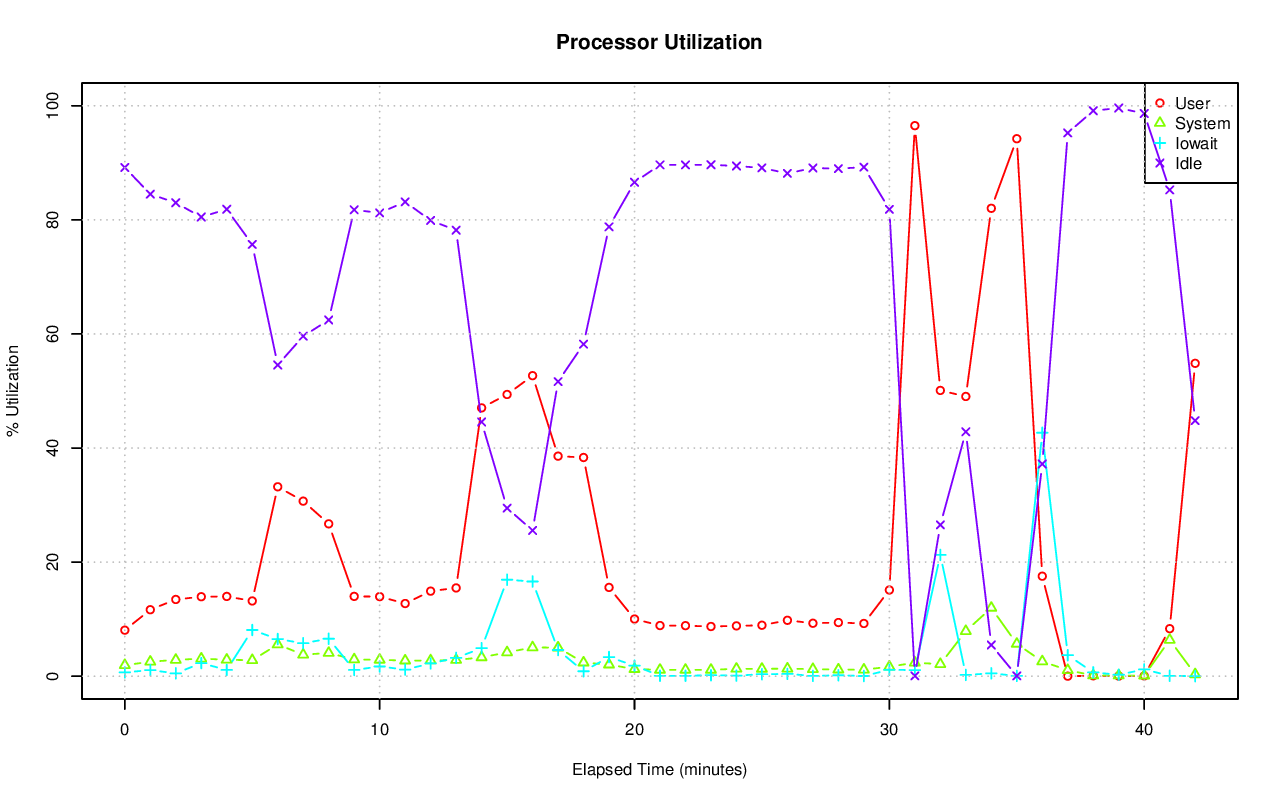 Processor Utilization
100
80
60
40
20
0
% Utilization
User
System
Iowait
Idle
0 10 20 30 40
Elapsed Time (minutes)